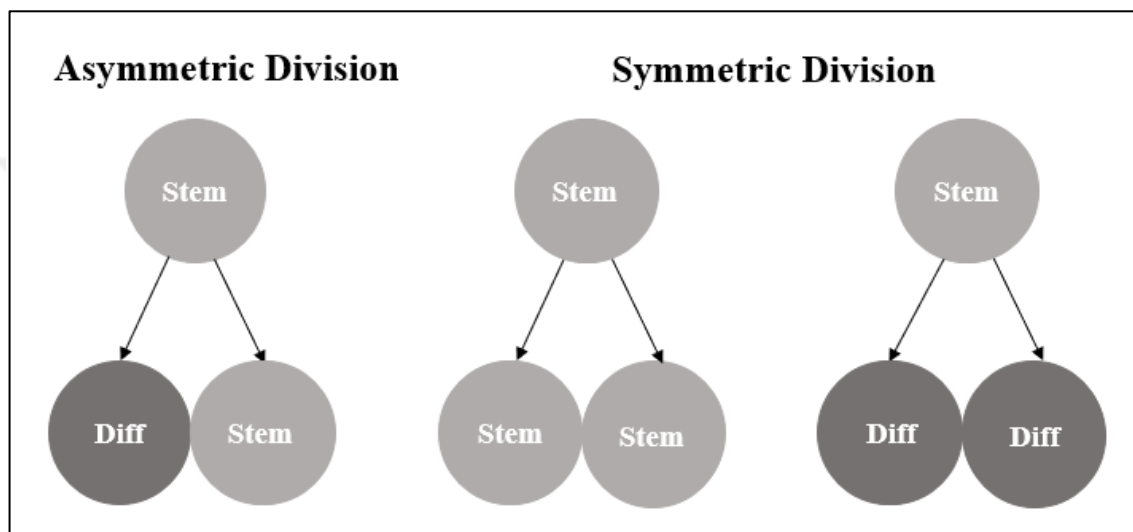 Asymmetric Division
Symmetric Division
Stem
Stem
Stem
Diff
Stem
Stem
Stem
Diff
Diff